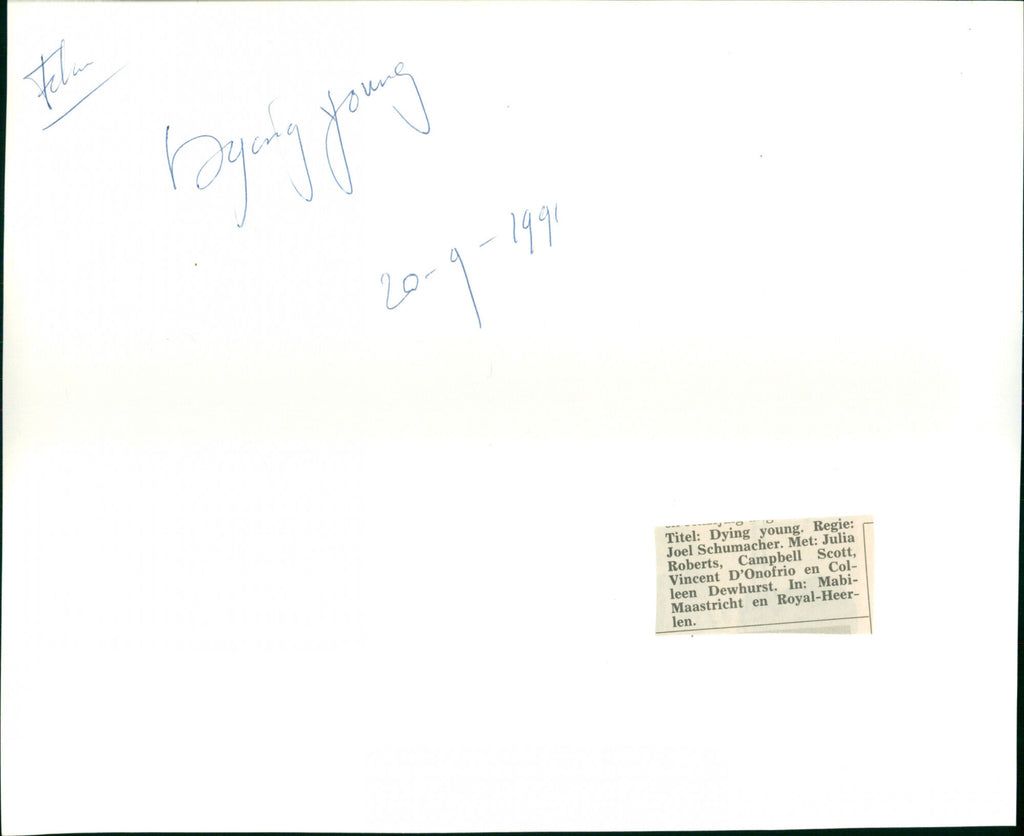 Film
Dying young
20-9-1991
Titel: Dying young. Regie:
Joel Schumacher. Met: Julia
Roberts, Campbell Scott,
Vincent D'Onofrio en Col-
leen Dewhurst. In: Mabi-
Maastricht en Royal-Heer-
len.